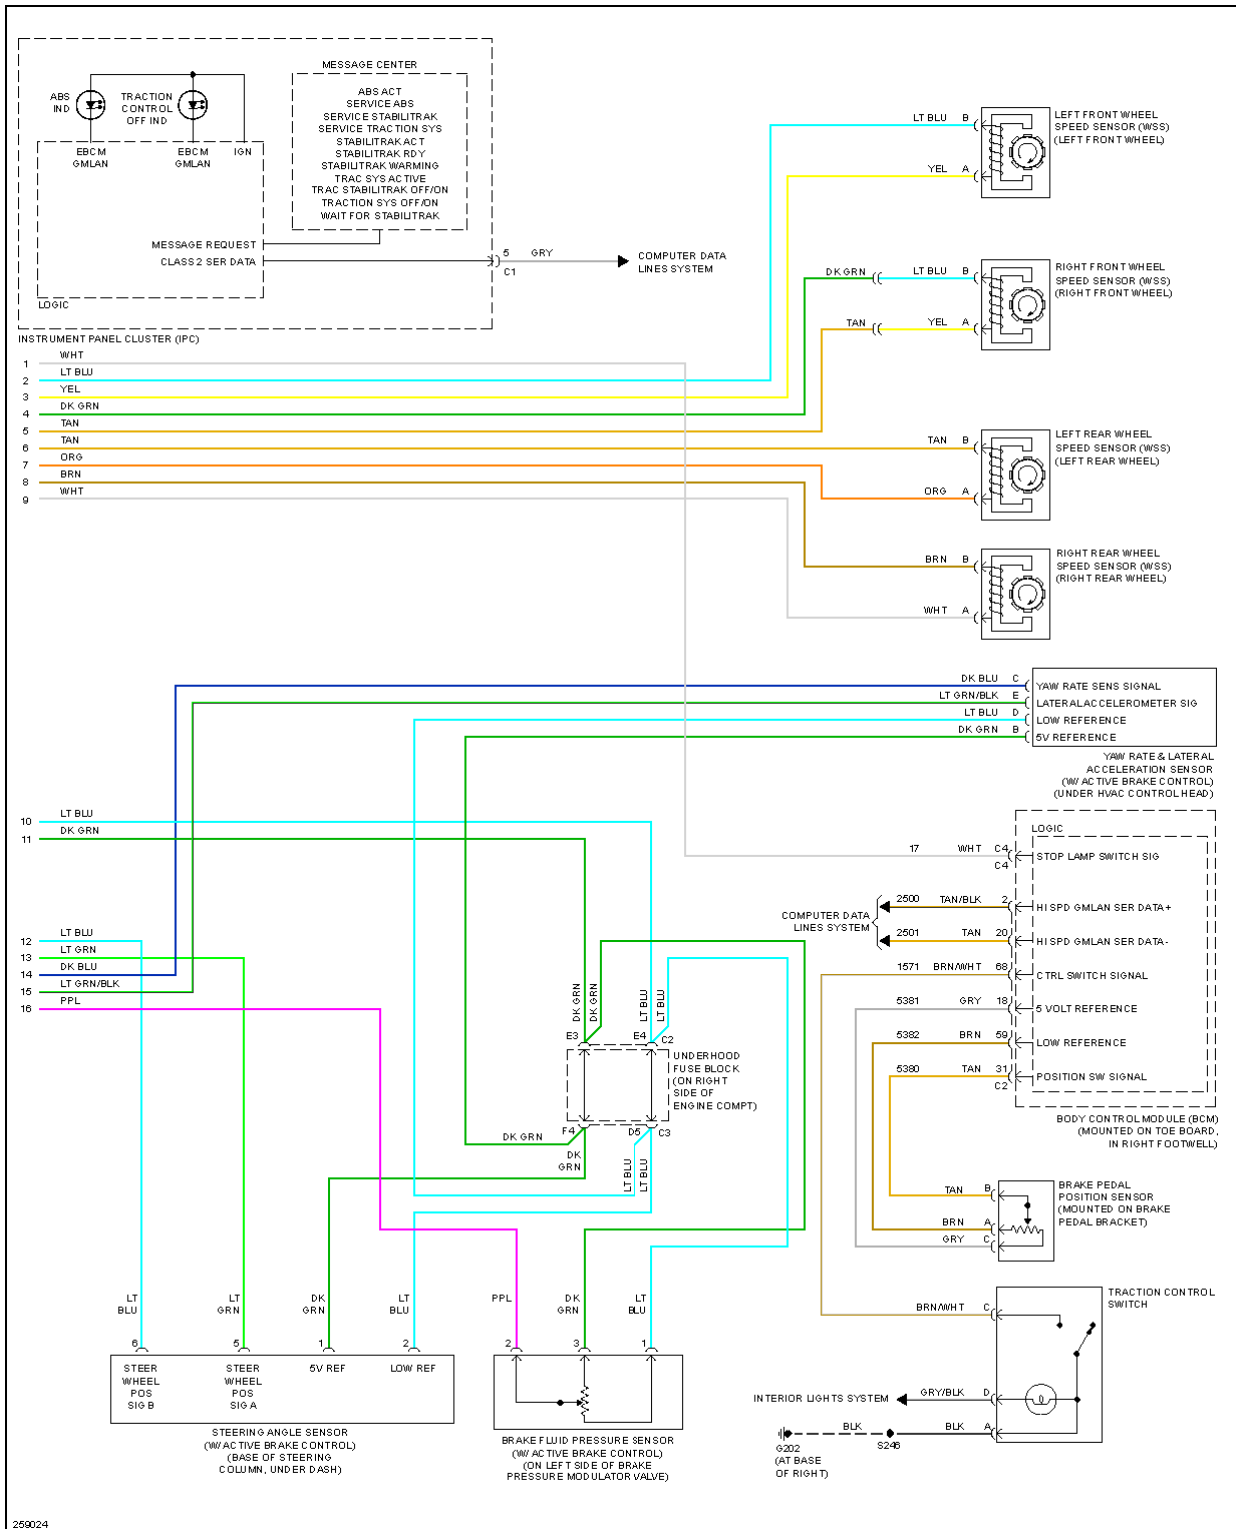 MESSAGE CENTER
ABS ACT
SERVICE ABS
SERVICE STABILITRAK
SERVICE TRACTION SYS
STABILITRAK ACT
STABILITRAK RDY
STABILITRAK WARMING
TRAC SYS ACTIVE
TRAC STABILITRAK OFF/ON
TRACTION SYS OFF/ON
WAIT FOR STABILITRAK
ABS
IND
TRACTION
CONTROL
OFF IND
EBCM
GMLAN
EBCM
GMLAN
IGN
MESSAGE REQUEST
CLASS 2 SER DATA
LOGIC
5 GRY
C1
COMPUTER DATA
LINES SYSTEM
INSTRUMENT PANEL CLUSTER (IPC)
LT BLU B
YEL A
LEFT FRONT WHEEL
SPEED SENSOR (WSS)
(LEFT FRONT WHEEL)
DK GRN LT BLU B
TAN YEL A
RIGHT FRONT WHEEL
SPEED SENSOR (WSS)
(RIGHT FRONT WHEEL)
1 WHT
2 LT BLU
3 YEL
4 DK GRN
5 TAN
6 TAN
7 ORG
8 BRN
9 WHT
TAN B
ORG A
LEFT REAR WHEEL
SPEED SENSOR (WSS)
(LEFT REAR WHEEL)
BRN B
WHT A
RIGHT REAR WHEEL
SPEED SENSOR (WSS)
(RIGHT REAR WHEEL)
DK BLU C YAW RATE SENS SIGNAL
LT GRN/BLK E LATERAL ACCELEROMETER SIG
LT BLU D LOW REFERENCE
DK GRN B 5V REFERENCE
YAW RATE & LATERAL
ACCELERATION SENSOR
(W/ ACTIVE BRAKE CONTROL)
(UNDER HVAC CONTROL HEAD)
10 LT BLU
11 DK GRN
12 LT BLU
13 LT GRN
14 DK BLU
15 LT GRN/BLK
16 PPL
LOGIC
17 WHT C4 STOP LAMP SWITCH SIG
C4
COMPUTER DATA
LINES SYSTEM
2500 TAN/BLK 2 HI SPD GMLAN SER DATA+
2501 TAN 20 HI SPD GMLAN SER DATA-
1571 BRN/WHT 68 CTRL SWITCH SIGNAL
5381 GRY 18 5 VOLT REFERENCE
5382 BRN 59 LOW REFERENCE
5380 TAN 31 POSITION SW SIGNAL
C2
BODY CONTROL MODULE (BCM)
(MOUNTED ON TOE BOARD,
IN RIGHT FOOTWELL)
DK GRN
DK GRN
LT BLU
LT BLU
E3 E4 C2
UNDERHOOD
FUSE BLOCK
(ON RIGHT
SIDE OF
ENGINE COMPT)
F4 D5 C3
DK GRN
DK
GRN
LT BLU
LT BLU
TAN B
BRN A
GRY C
BRAKE PEDAL
POSITION SENSOR
(MOUNTED ON BRAKE
PEDAL BRACKET)
BRN/WHT C
TRACTION CONTROL
SWITCH
INTERIOR LIGHTS SYSTEM GRY/BLK D
BLK BLK A
G202
(AT BASE
OF RIGHT)
S246
LT
BLU
6
LT
GRN
5
DK
GRN
1
LT
BLU
2
STEER
WHEEL
POS
SIG B
STEER
WHEEL
POS
SIG A
5V REF
LOW REF
STEERING ANGLE SENSOR
(W/ ACTIVE BRAKE CONTROL)
(BASE OF STEERING
COLUMN, UNDER DASH)
PPL
2
DK
GRN
3
LT
BLU
1
BRAKE FLUID PRESSURE SENSOR
(W/ ACTIVE BRAKE CONTROL)
(ON LEFT SIDE OF BRAKE
PRESSURE MODULATOR VALVE)
259024